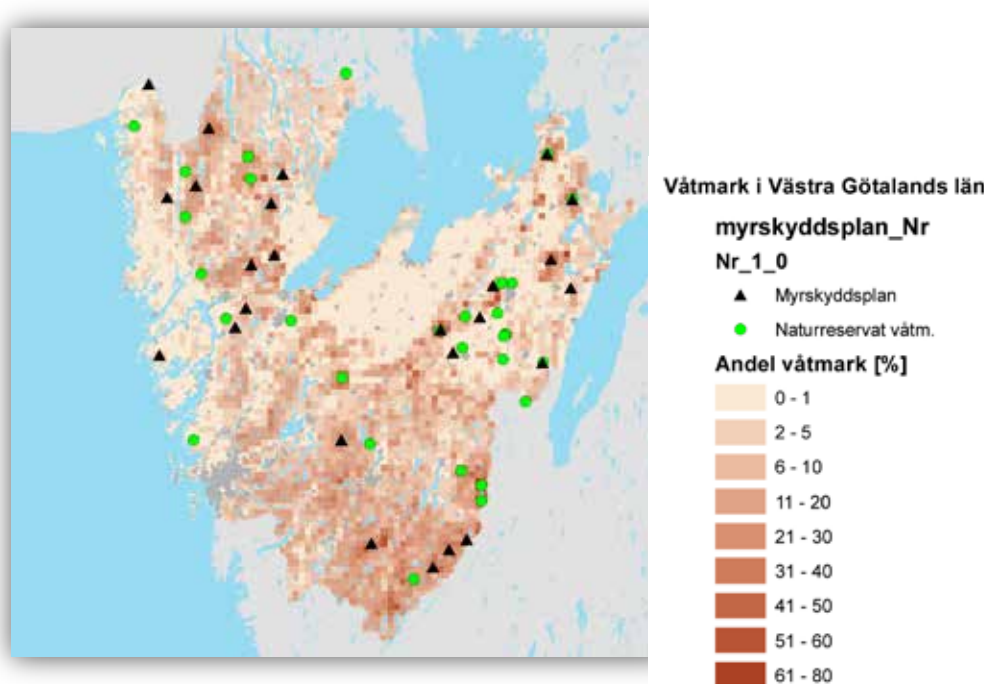 Våtmark i Västra Götalands län
myrskyddsplan_Nr
Nr_1_0
Myrskyddsplan
Naturreservat våtm.
Andel våtmark [%]
0 - 1
2 - 5
6 - 10
11 - 20
21 - 30
31 - 40
41 - 50
51 - 60
61 - 80